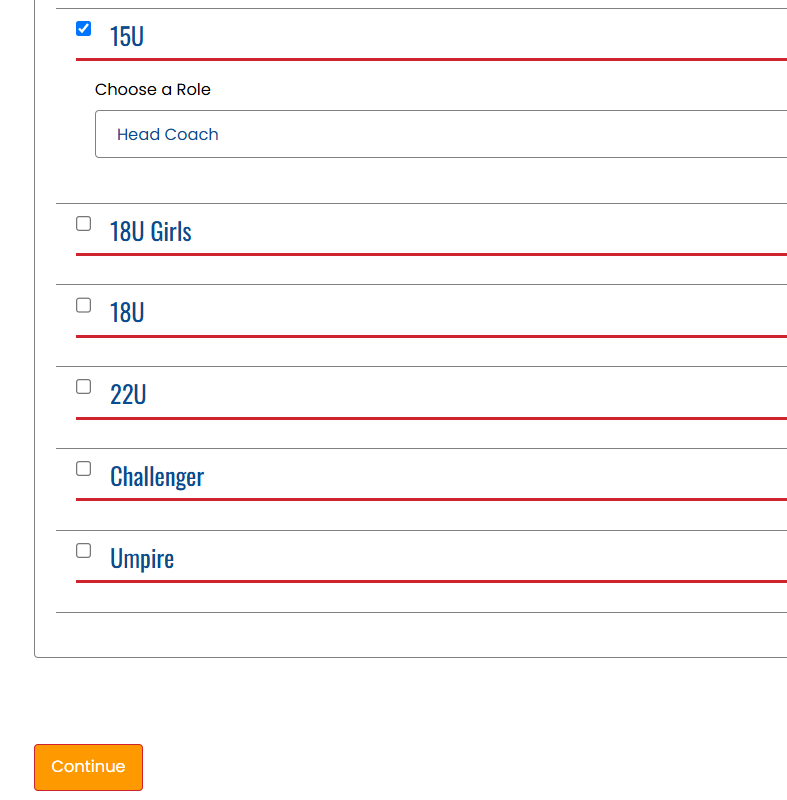 15U
Choose a Role
Head Coach
18U Girls
18U
22U
Challenger
Umpire
Continue